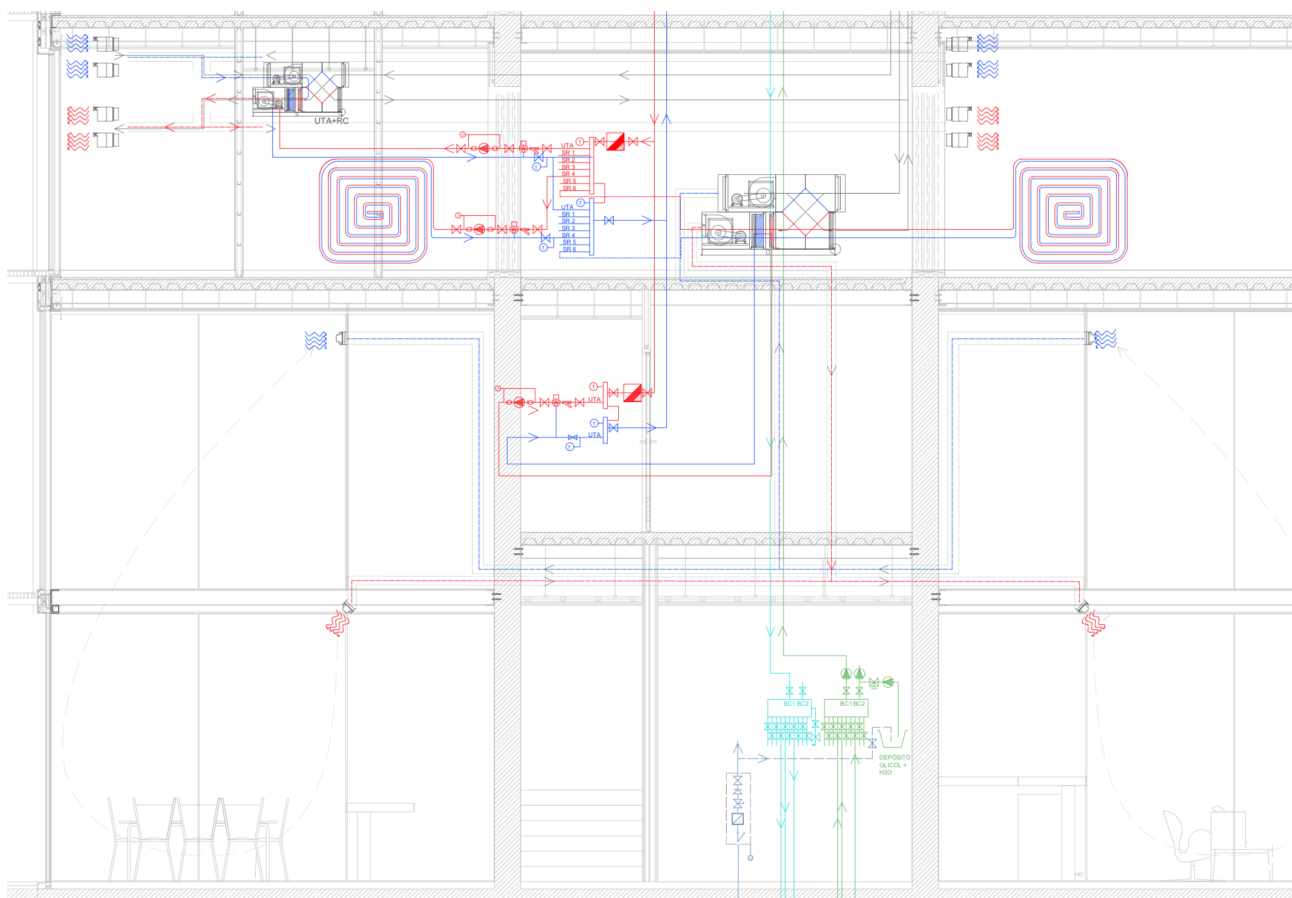 UTA+RC
T
UTA
SR 1
SR 2
SR 3
SR 4
SR 5
SR 6
T
T
UTA
SR 1
SR 2
SR 3
SR 4
SR 5
SR 6
T
T
UTA
T
UTA
T
BC1 BC2
BC1 BC2
DEPÓSITO
GLICOL +
H2O